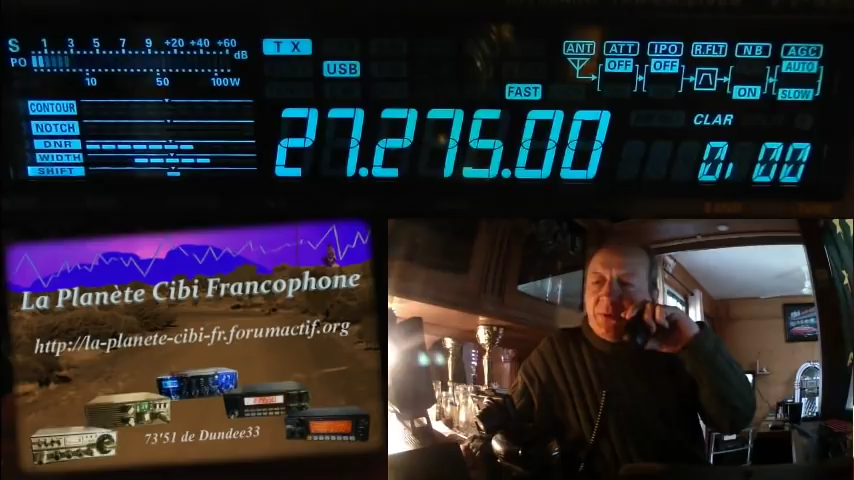 S 1 3 5 7 9 +20 +40 +60 dB
PO 10 50 100W
TX
USB
FAST
ANT ATT IPO R.FLT NB AGC
OFF OFF AUTO
ON SLOW
CONTOUR
NOTCH
DNR
WIDTH
SHIFT
27.275.00
CLAR
0.00
La Planète Cibi Francophone
http://la-planete-cibi-fr.forumactif.org
73'51 de Dundee33